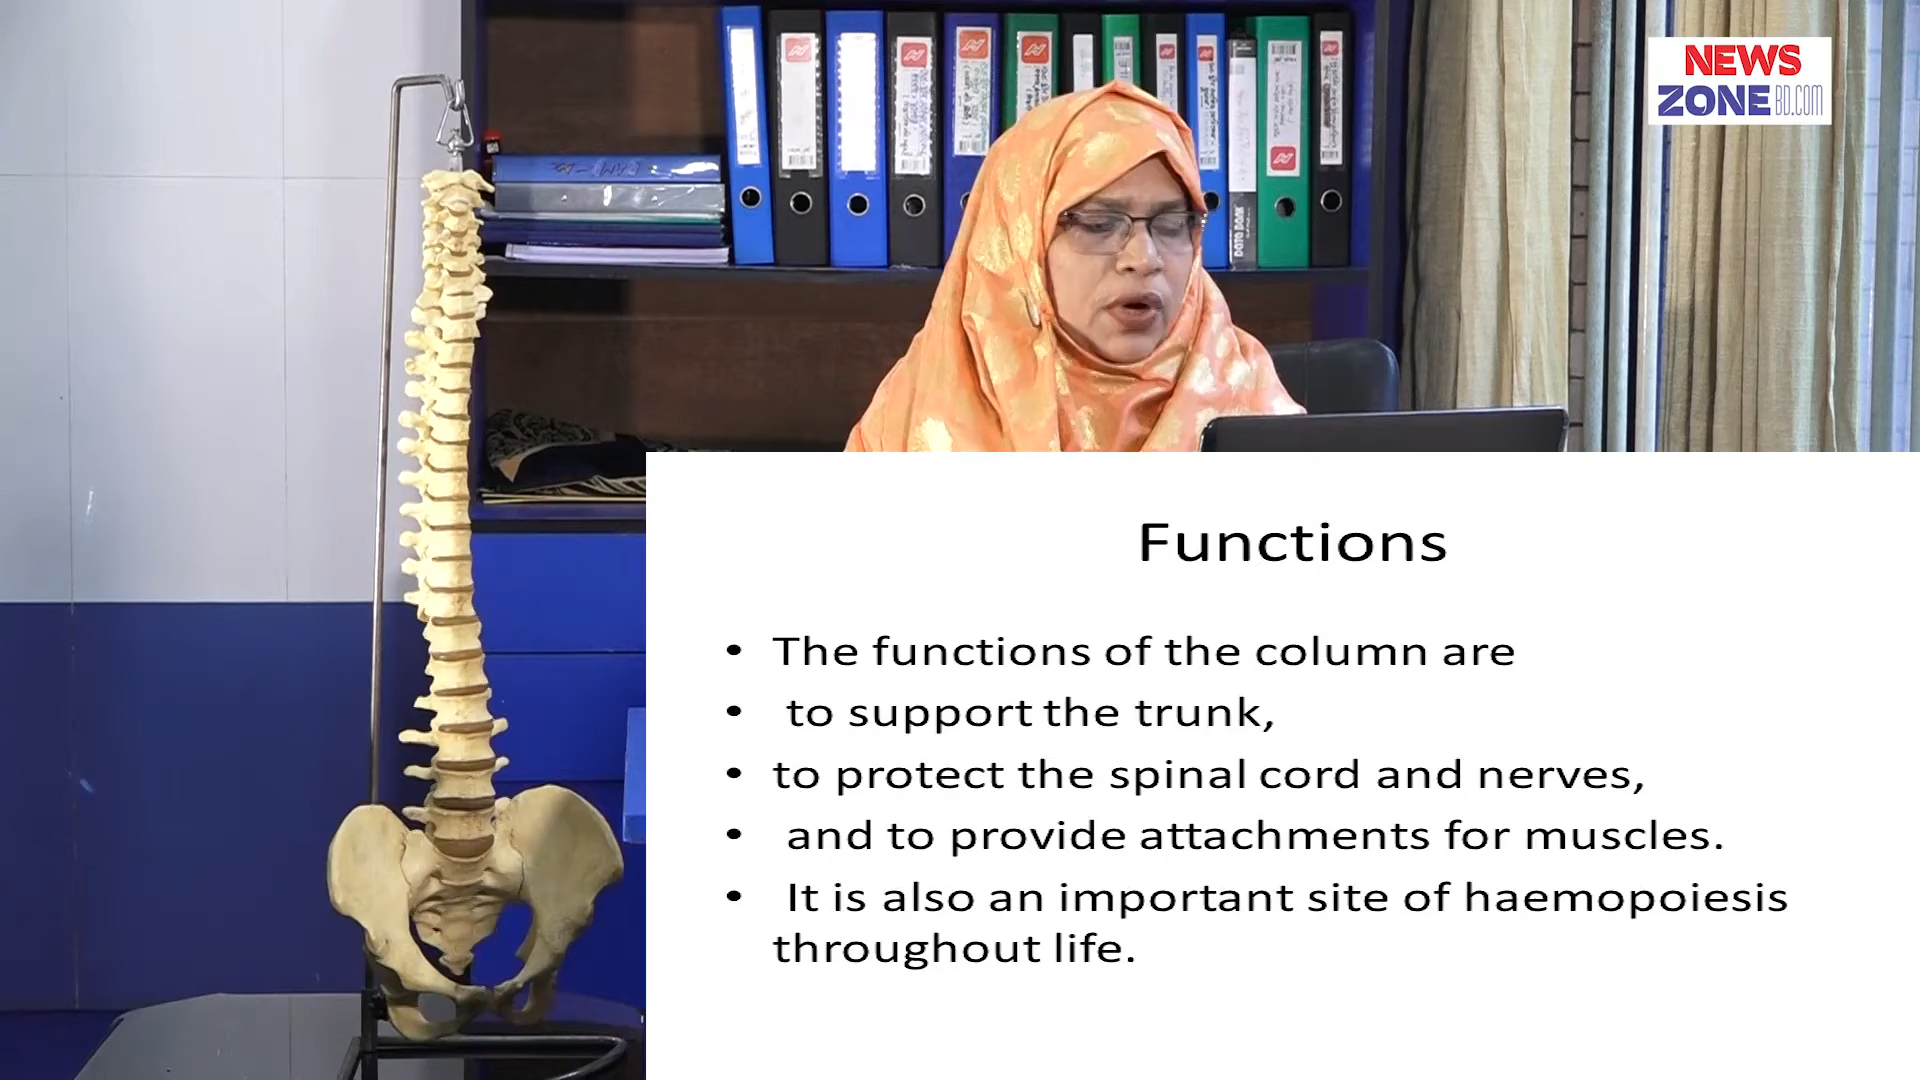 NEWS
ZONE BD.COM
DATA BANK
Functions
• The functions of the column are
• to support the trunk,
• to protect the spinal cord and nerves,
• and to provide attachments for muscles.
• It is also an important site of haemopoiesis
throughout life.